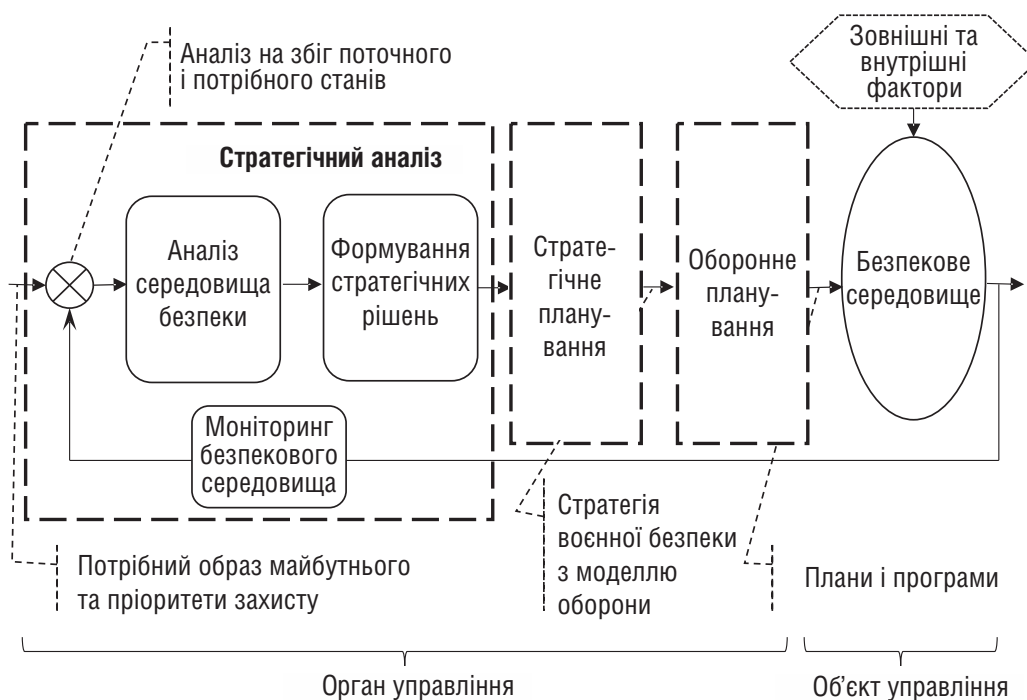 Аналіз на збіг поточного
і потрібного станів
Зовнішні та
внутрішні
фактори
Стратегічний аналіз
Аналіз
середовища
безпеки
Формування
стратегічних
рішень
Страте-
гічне
плану-
вання
Оборонне
плану-
вання
Безпекове
середовище
Моніторинг
безпекового
середовища
Потрібний образ майбутнього
та пріоритети захисту
Стратегія
воєнної безпеки
з моделлю
оборони
Плани і програми
Орган управління
Об'єкт управління